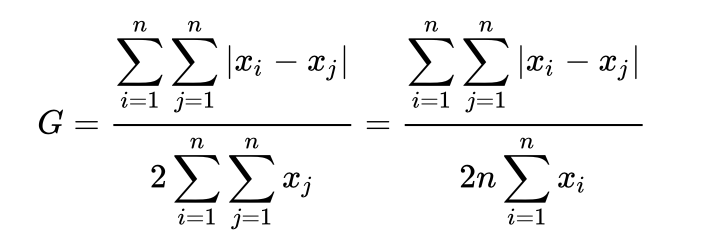 G = \frac{\sum_{i=1}^{n} \sum_{j=1}^{n} |x_i - x_j|}{2 \sum_{i=1}^{n} \sum_{j=1}^{n} x_j} = \frac{\sum_{i=1}^{n} \sum_{j=1}^{n} |x_i - x_j|}{2n \sum_{i=1}^{n} x_i}